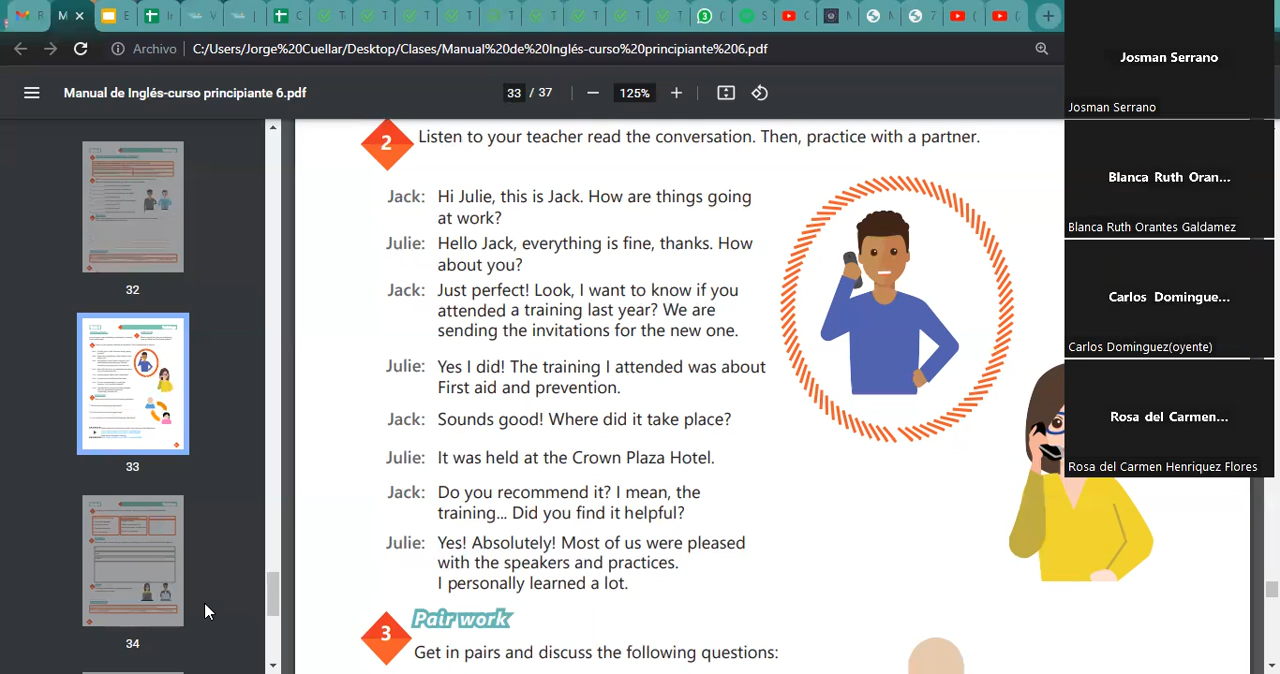 Archivo
C:/Users/Jorge%20Cuellar/Desktop/Clases/Manual%20de%20Inglés-curso%20principiante%206.pdf
Manual de Inglés-curso principiante 6.pdf
33 / 37
125%
32
33
34
2
Listen to your teacher read the conversation. Then, practice with a partner.
Jack: Hi Julie, this is Jack. How are things going
at work?
Julie: Hello Jack, everything is fine, thanks. How
about you?
Jack: Just perfect! Look, I want to know if you
attended a training last year? We are
sending the invitations for the new one.
Julie: Yes I did! The training I attended was about
First aid and prevention.
Jack: Sounds good! Where did it take place?
Julie: It was held at the Crown Plaza Hotel.
Jack: Do you recommend it? I mean, the
training... Did you find it helpful?
Julie: Yes! Absolutely! Most of us were pleased
with the speakers and practices.
I personally learned a lot.
3
Pair work
Get in pairs and discuss the following questions:
Josman Serrano
Josman Serrano
Blanca Ruth Oran...
Blanca Ruth Orantes Galdamez
Carlos Domingue...
Carlos Dominguez(oyente)
Rosa del Carmen...
Rosa del Carmen Henriquez Flores